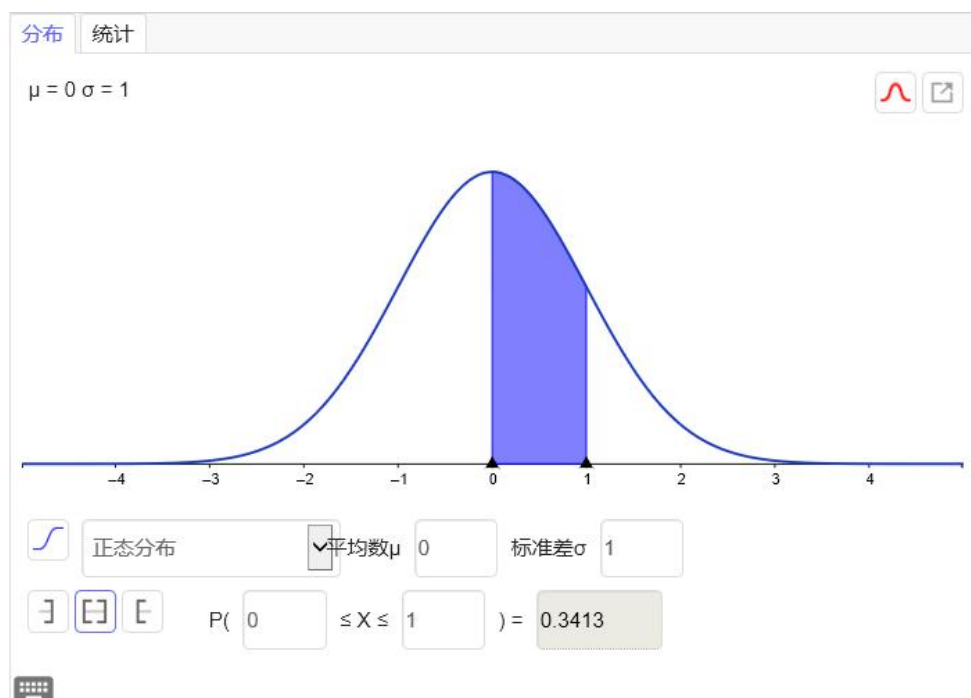 分布 统计
μ = 0 σ = 1
–4 –3 –2 –1 0 1 2 3 4
正态分布 平均数μ 0 标准差σ 1
P( 0 ≤ X ≤ 1 ) = 0.3413